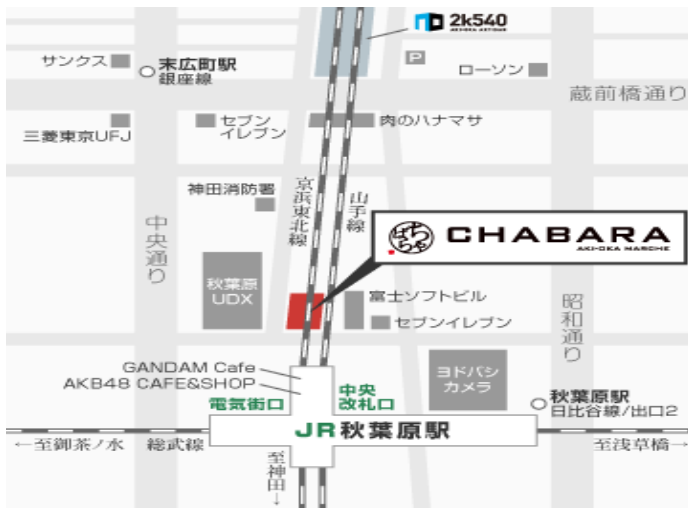 2k540
AKI-OKA ARTISAN
サンクス
末広町駅
銀座線
P
ローソン
蔵前橋通り
三菱東京UFJ
セブン
イレブン
肉のハナマサ
神田消防署
京浜東北線
山手線
中央通り
ちゃばら
CHABARA
AKI-OKA MARCHE
秋葉原
UDX
富士ソフトビル
セブンイレブン
昭和通り
GANDAM Cafe
AKB48 CAFE&SHOP
電気街口
中央
改札口
ヨドバシ
カメラ
秋葉原駅
日比谷線/出口2
JR秋葉原駅
←至御茶ノ水
総武線
至浅草橋→
至神田↓